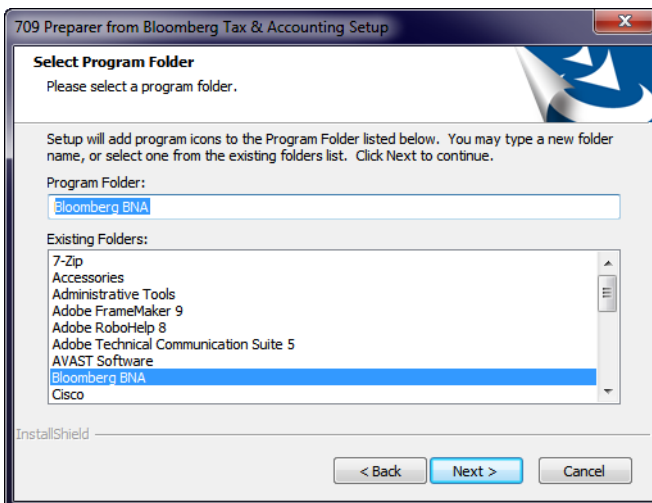 709 Preparer from Bloomberg Tax & Accounting Setup
Select Program Folder
Please select a program folder.
Setup will add program icons to the Program Folder listed below. You may type a new folder
name, or select one from the existing folders list. Click Next to continue.
Program Folder:
Bloomberg BNA
Existing Folders:
7-Zip
Accessories
Administrative Tools
Adobe FrameMaker 9
Adobe RoboHelp 8
Adobe Technical Communication Suite 5
AVAST Software
Bloomberg BNA
Cisco
InstallShield
< Back Next > Cancel